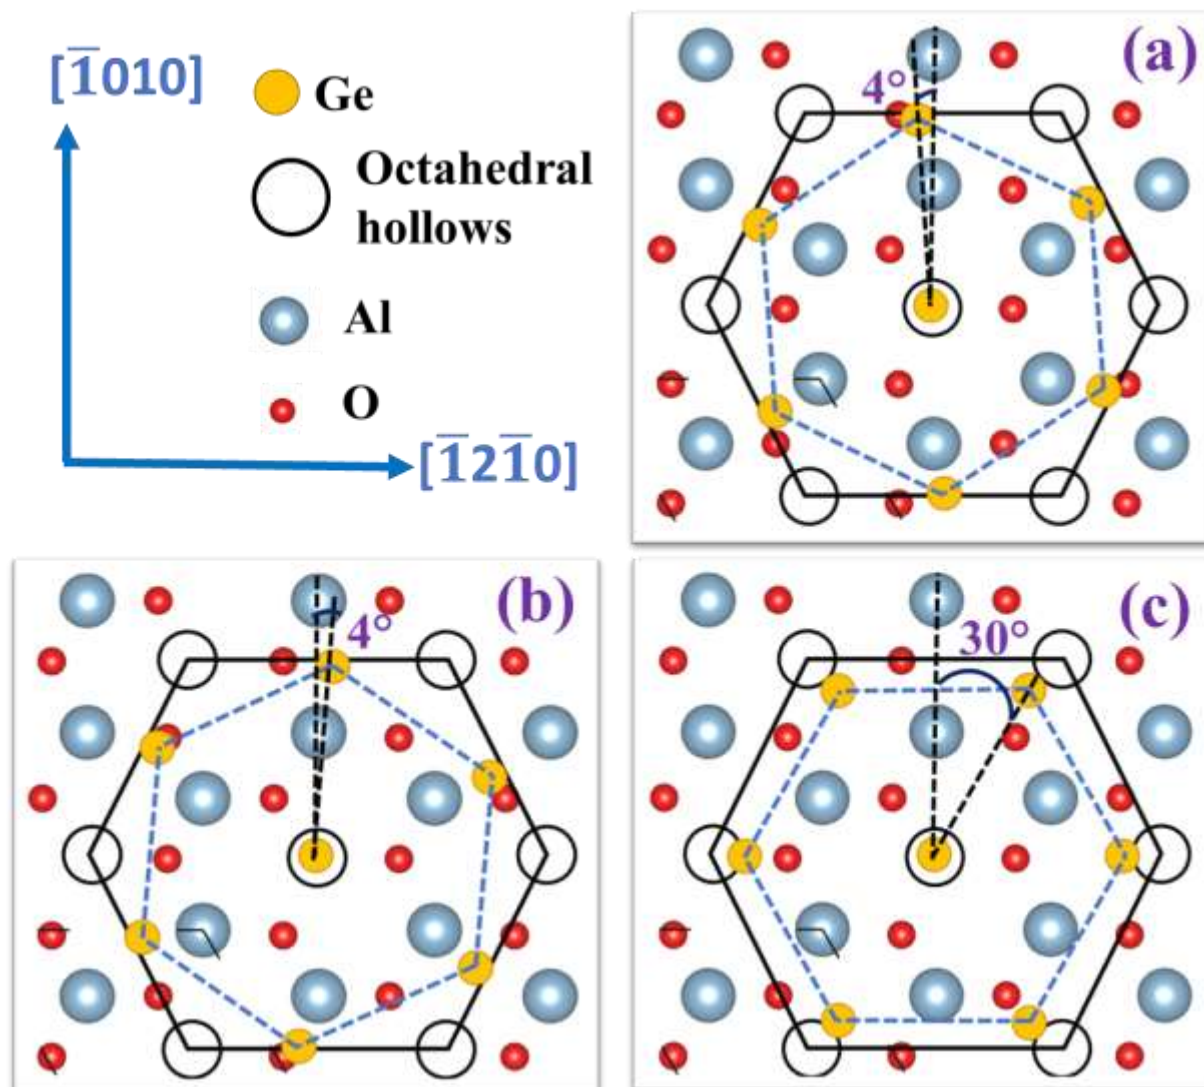 [1̅010]
Ge
Octahedral
hollows
Al
O
[1̅21̅0]
(a)
4°
(b)
4°
(c)
30°